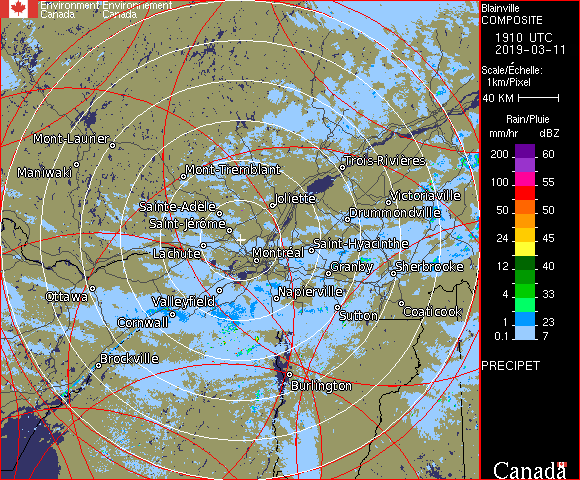 Environment Environnement
Canada Canada
Blainville
COMPOSITE
1910 UTC
2019-03-11
Scale/Échelle:
1km/Pixel
40 KM
Rain/Pluie
mm/hr dBZ
200 60
100 55
50 50
24 45
12 40
4 33
1 23
0.1 7
PRECIPET
Canada
Mont-Laurier
Maniwaki
Mont-Tremblant
Trois-Rivières
Sainte-Adele
Joliette
Victoriaville
Saint-Jérôme
Drummondville
Lachute
Montréal
Saint-Hyacinthe
Granby
Sherbrooke
Ottawa
Valleyfield
Napierville
Cornwall
Sutton
Coaticook
Brockville
Burlington